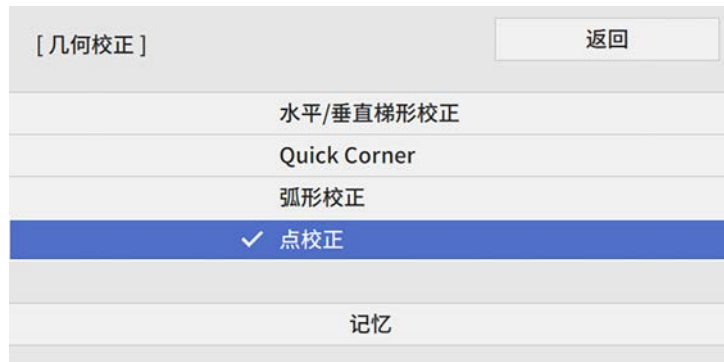 [ 几何校正 ]
返回
水平/垂直梯形校正
Quick Corner
弧形校正
✓ 点校正
记忆